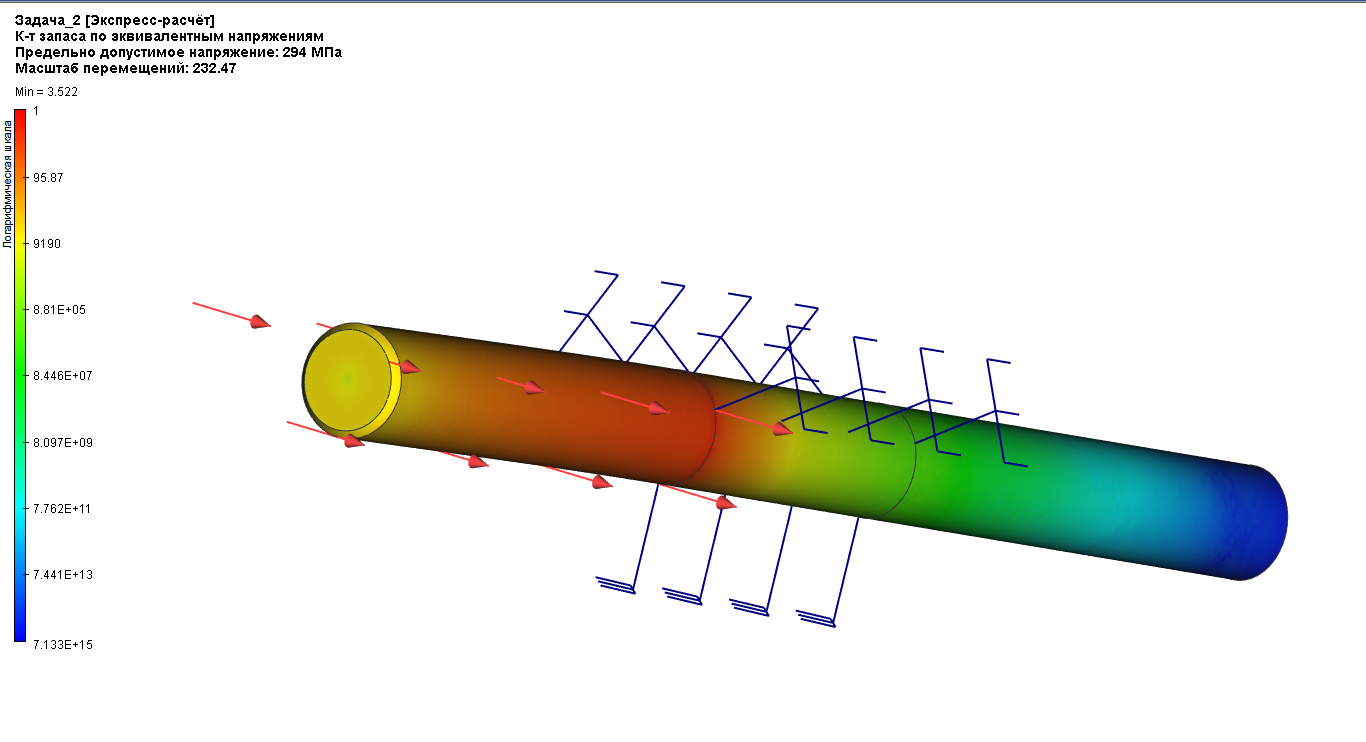 Задача_2 [Экспресс-расчёт]
К-т запаса по эквивалентным напряжениям
Предельно допустимое напряжение: 294 МПа
Масштаб перемещений: 232.47
Min = 3.522
Логарифмическая шкала
1
95.87
9190
8.81E+05
8.446E+07
8.097E+09
7.762E+11
7.441E+13
7.133E+15